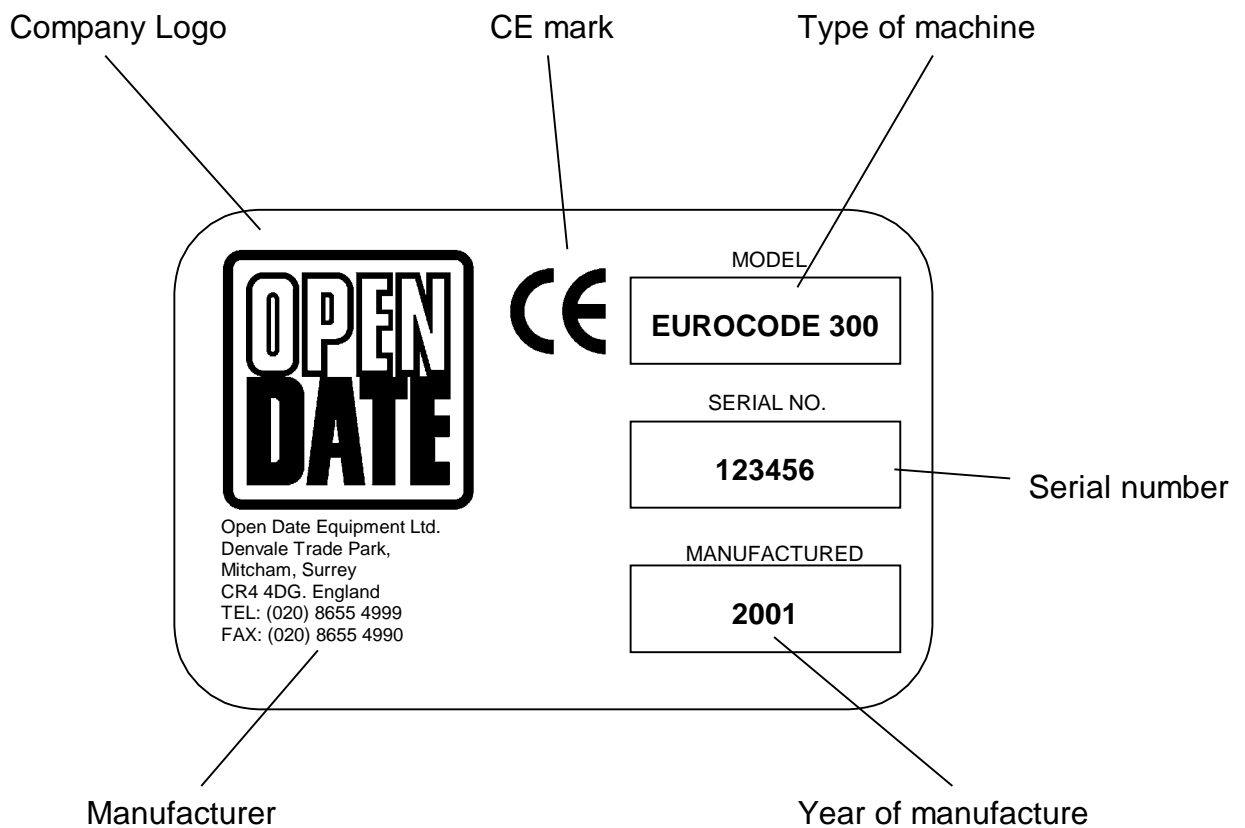 Company Logo
CE mark
Type of machine
OPEN
DATE
CE
MODEL
EUROCODE 300
SERIAL NO.
123456
Serial number
Open Date Equipment Ltd.
Denvale Trade Park,
Mitcham, Surrey
CR4 4DG. England
TEL: (020) 8655 4999
FAX: (020) 8655 4990
MANUFACTURED
2001
Manufacturer
Year of manufacture